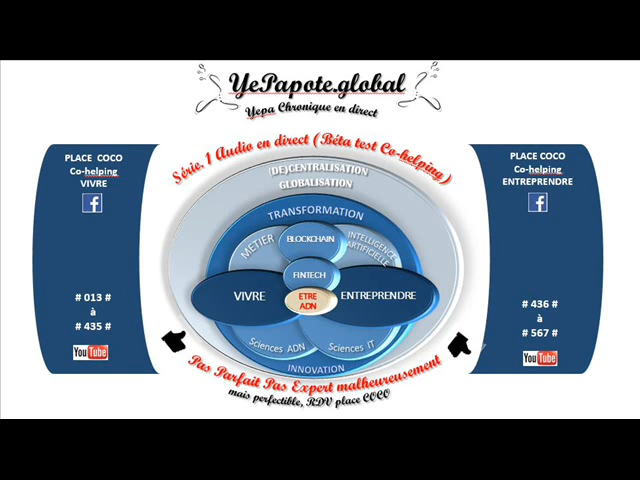 YePapote.global
Yepa Chronique en direct
Série, 1 Audio en direct (Béta test Co-helping)
PLACE COCO
Co-helping
VIVRE
# 013 #
à
# 435 #
YouTube
(DE)CENTRALISATION
GLOBALISATION
TRANSFORMATION
METIER
BLOCKCHAIN
INTELLIGENCE
ARTIFICIELLE
FINTECH
VIVRE
ETRE
ADN
ENTREPRENDRE
Sciences ADN
Sciences IT
INNOVATION
PLACE COCO
Co-helping
ENTREPRENDRE
# 436 #
à
# 567 #
YouTube
Pas Parfait Pas Expert malheureusement
mais perfectible, RDV place COCO